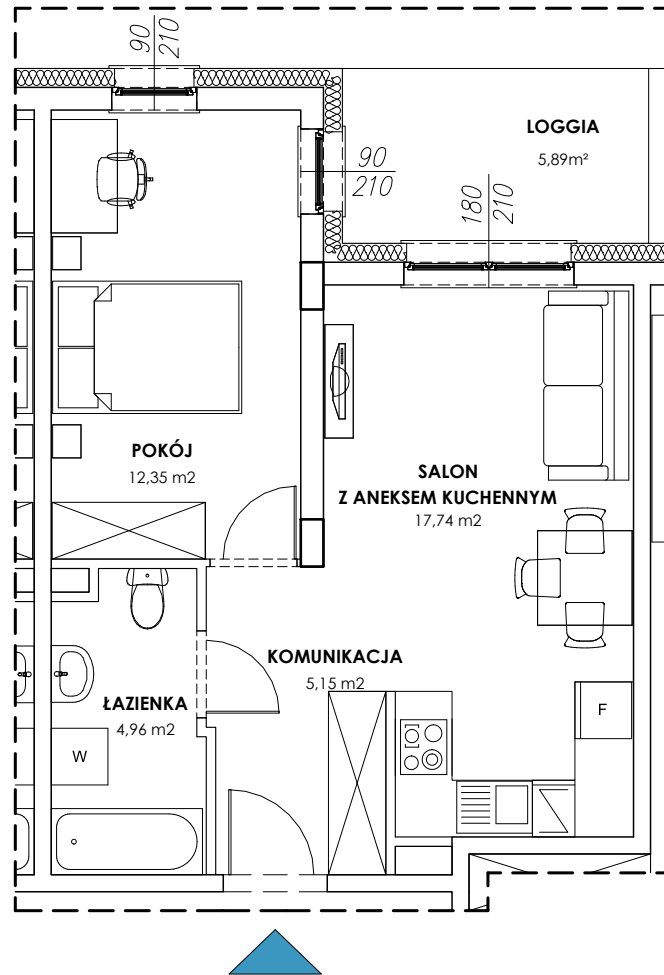 90
210
LOGGIA
5,89m²
90
210
180
210
POKÓJ
12,35 m2
SALON
Z ANEKSEM KUCHENNYM
17,74 m2
KOMUNIKACJA
5,15 m2
ŁAZIENKA
4,96 m2
F
W